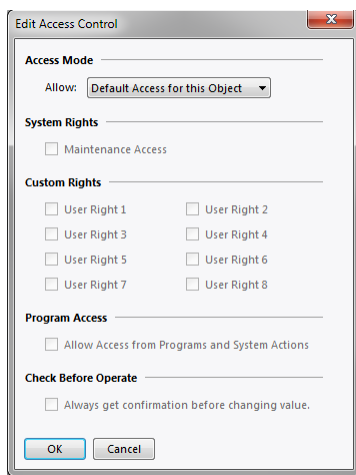 Edit Access Control
Access Mode
Allow: Default Access for this Object
System Rights
Maintenance Access
Custom Rights
User Right 1 User Right 2
User Right 3 User Right 4
User Right 5 User Right 6
User Right 7 User Right 8
Program Access
Allow Access from Programs and System Actions
Check Before Operate
Always get confirmation before changing value.
OK Cancel